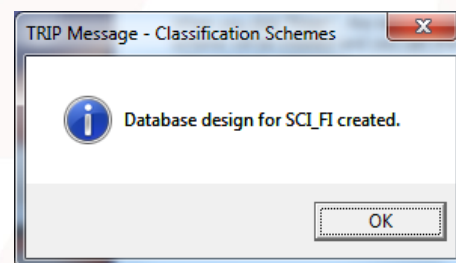 TRIP Message - Classification Schemes
Database design for SCI_FI created.
OK